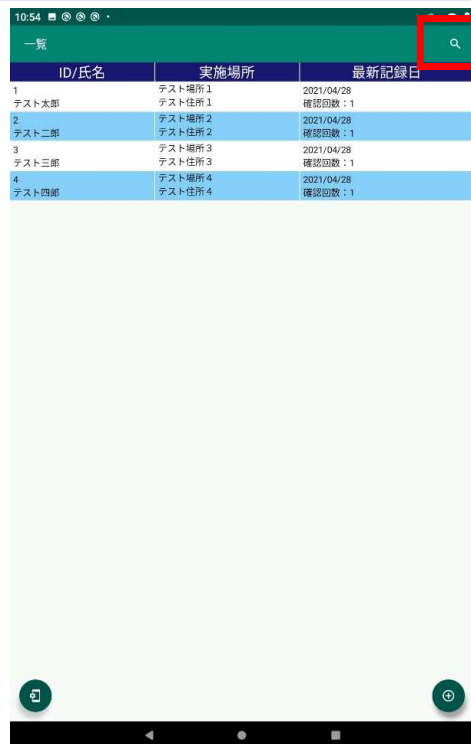 10:54
一覧
ID/氏名 実施場所 最新記録日
1 テスト場所1 2021/04/28
テスト太郎 テスト住所1 確認回数:1
2 テスト場所2 2021/04/28
テスト二郎 テスト住所2 確認回数:1
3 テスト場所3 2021/04/28
テスト三郎 テスト住所3 確認回数:1
4 テスト場所4 2021/04/28
テスト四郎 テスト住所4 確認回数:1